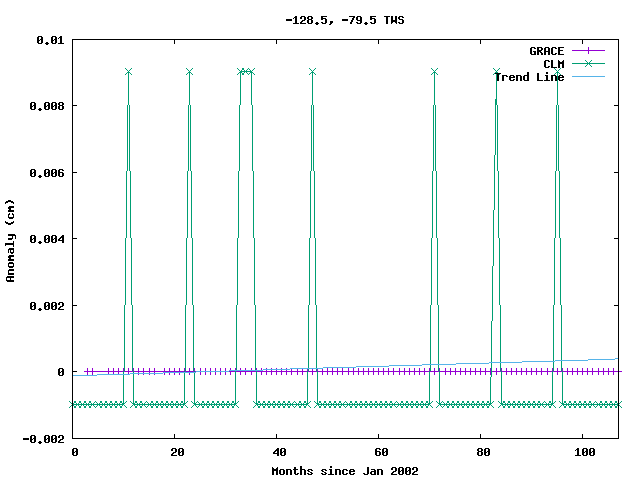 -128.5, -79.5 TWS
GRACE
CLM
Trend Line
0.01
0.008
0.006
0.004
0.002
0
-0.002
Anomaly (cm)
0 20 40 60 80 100
Months since Jan 2002